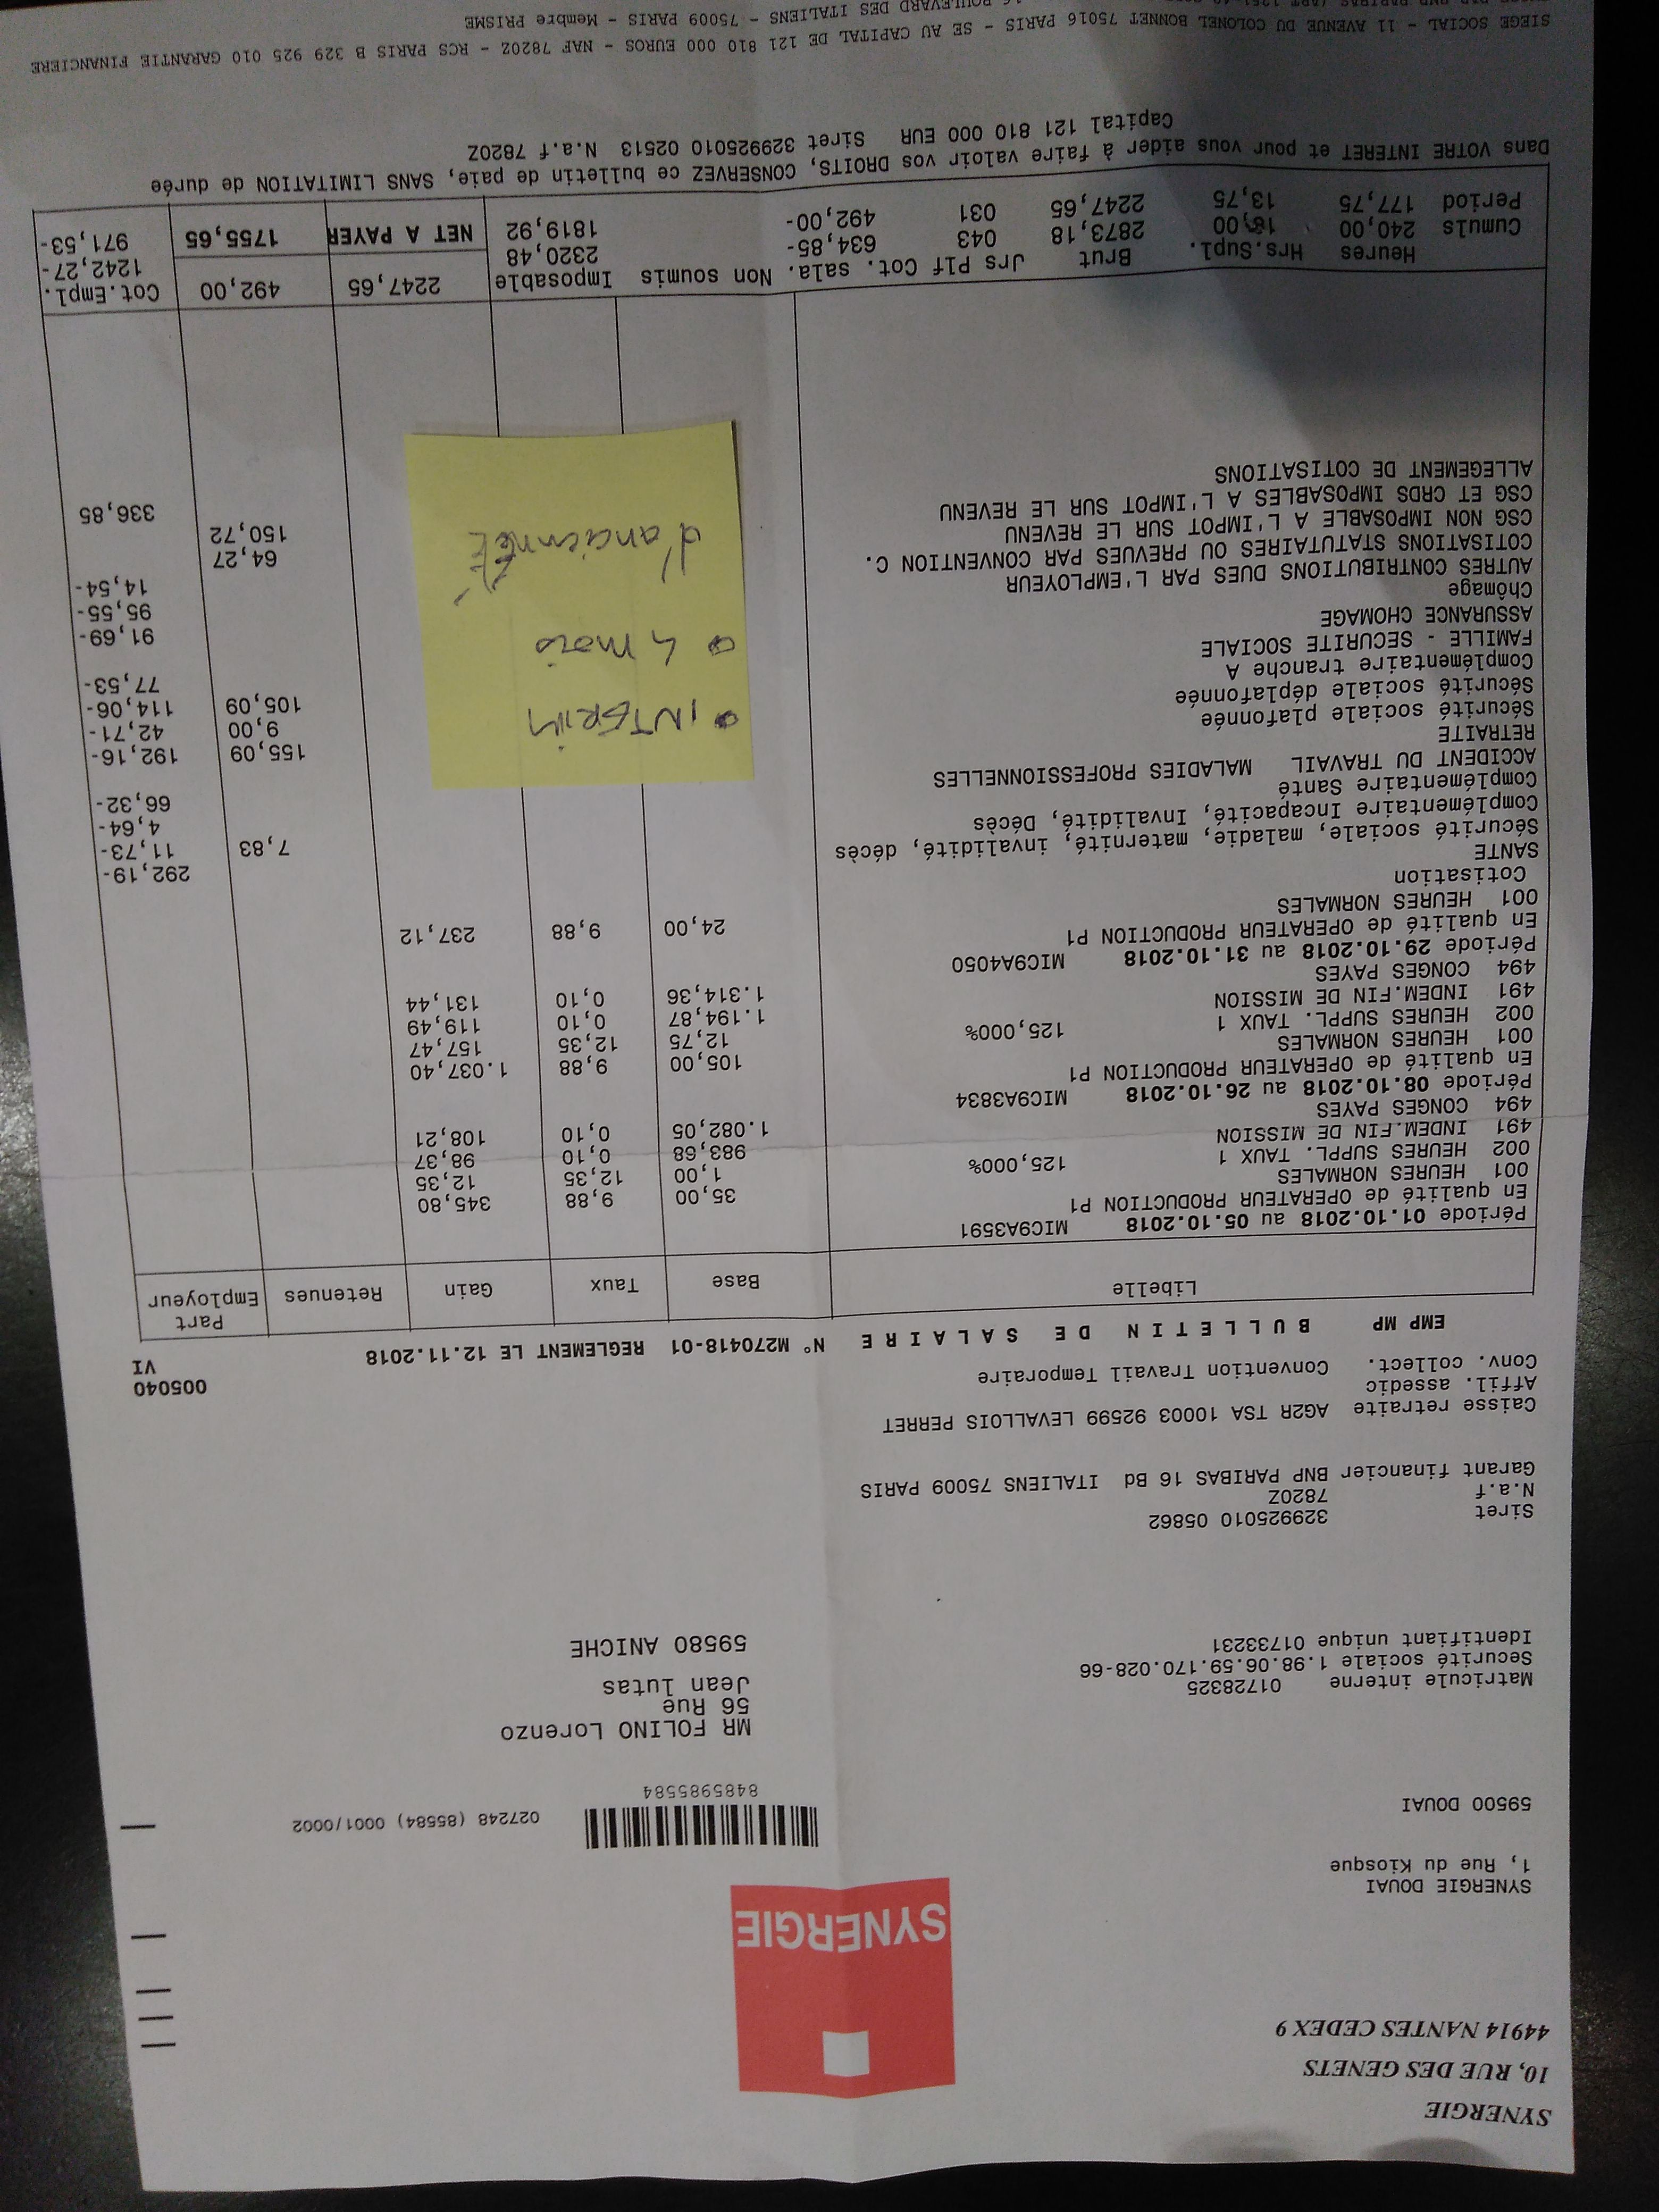 SYNERGIE
10, RUE DES GENETS
44914 NANTES CEDEX 9
SYNERGIE
SYNERGIE DOUAI
1, Rue du Kiosque
59500 DOUAI
027248 (85584) 0001/0002
8485985584
MR FOLINO Lorenzo
56 Rue
Jean lutas
59580 ANICHE
Matricule interne 01728325
Securité sociale 1.98.06.59.170.028-66
Identifiant unique 01733231
Siret 329925010 05862
N.a.f 7820Z
Garant financier BNP PARIBAS 16 Bd ITALIENS 75009 PARIS
Caisse retraite AG2R TSA 10003 92599 LEVALLOIS PERRET
Affil. assedic
Conv. collect. Convention Travail Temporaire
005040
VI
EMP MP BULLETIN DE SALAIRE N° M270418-01 REGLEMENT LE 12.11.2018
Libelle Base Taux Gain Retenues Part Employeur
Période 01.10.2018 au 05.10.2018 MIC9A3591
En qualité de OPERATEUR PRODUCTION P1
001 HEURES NORMALES 35,00 9,88 345,80
002 HEURES SUPPL. TAUX 1 125,000% 1,00 12,35 12,35
491 INDEM.FIN DE MISSION 983,68 0,10 98,37
494 CONGES PAYES 1.082,05 0,10 108,21
Période 08.10.2018 au 26.10.2018 MIC9A3834
En qualité de OPERATEUR PRODUCTION P1
001 HEURES NORMALES 105,00 9,88 1.037,40
002 HEURES SUPPL. TAUX 1 125,000% 12,75 12,35 157,47
491 INDEM.FIN DE MISSION 1.194,87 0,10 119,49
494 CONGES PAYES 1.314,36 0,10 131,44
Période 29.10.2018 au 31.10.2018 MIC9A4050
En qualité de OPERATEUR PRODUCTION P1
001 HEURES NORMALES 24,00 9,88 237,12
Cotisation
SANTE
Sécurité sociale, maladie, maternité, invalidité, décès 292,19-
Complémentaire Incapacité, Invalidité, Décès 7,83 11,73-
Complémentaire Santé 4,64-
ACCIDENT DU TRAVAIL MALADIES PROFESSIONNELLES 66,32-
RETRAITE
Sécurité sociale plafonnée 155,09 192,16-
Sécurité sociale déplafonnée 9,00 42,71-
Complémentaire tranche A 105,09 114,06-
FAMILLE - SECURITE SOCIALE 77,53-
ASSURANCE CHOMAGE
Chômage 91,69-
AUTRES CONTRIBUTIONS DUES PAR L'EMPLOYEUR 95,55-
COTISATIONS STATUTAIRES OU PREVUES PAR CONVENTION C. 14,54-
CSG NON IMPOSABLE A L'IMPOT SUR LE REVENU 64,27
CSG ET CRDS IMPOSABLES A L'IMPOT SUR LE REVENU 150,72
ALLEGEMENT DE COTISATIONS 336,85
INTERIM
4 mois
d'ancienneté
2247,65 492,00
Heures Hrs.Supl. Brut Jrs Plf Cot. sala. Non soumis Imposable Cot.Empl.
Cumuls 240,00 16,00 2873,18 043 634,85- 2320,48 1242,27-
Period 177,75 13,75 2247,65 031 492,00- 1819,92 NET A PAYER 1755,65 971,53-
Dans VOTRE INTERET et pour vous aider à faire valoir vos DROITS, CONSERVEZ ce bulletin de paie, SANS LIMITATION de durée
Capital 121 810 000 EUR Siret 329925010 02513 N.a.f 7820Z
SIEGE SOCIAL - 11 AVENUE DU COLONEL BONNET 75016 PARIS - SE AU CAPITAL DE 121 810 000 EUROS - NAF 7820Z - RCS PARIS B 329 925 010 GARANTIE FINANCIERE
BOULEVARD DES ITALIENS - 75009 PARIS - Membre PRISME